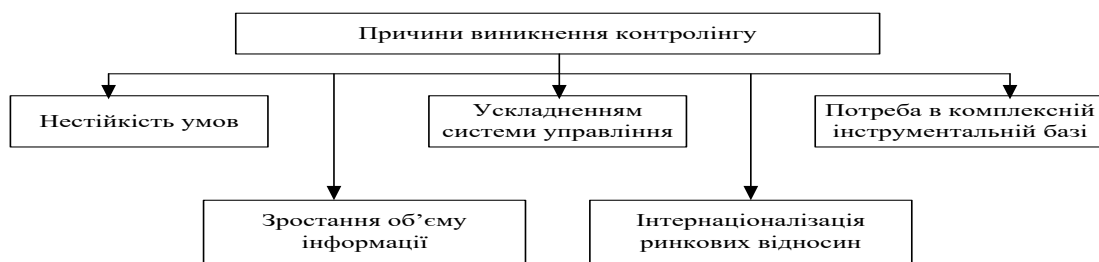 Причини виникнення контролінгу
Нестійкість умов
Ускладненням
системи управління
Потреба в комплексній
інструментальній базі
Зростання об’єму
інформації
Інтернаціоналізація
ринкових відносин